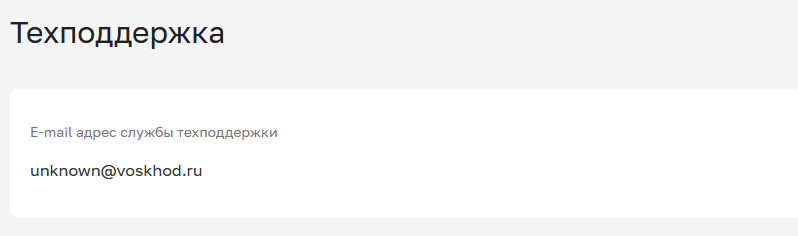 Техподдержка
E-mail адрес службы техподдержки
unknown@voskhod.ru